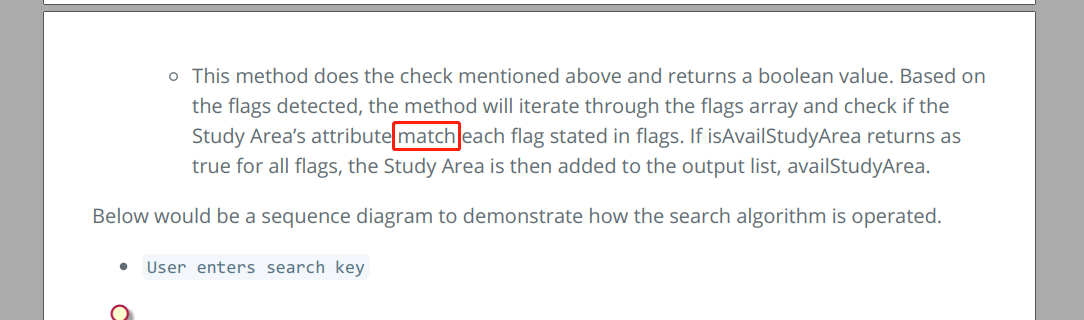 This method does the check mentioned above and returns a boolean value. Based on
the flags detected, the method will iterate through the flags array and check if the
Study Area’s attribute match each flag stated in flags. If isAvailStudyArea returns as
true for all flags, the Study Area is then added to the output list, availStudyArea.
Below would be a sequence diagram to demonstrate how the search algorithm is operated.
User enters search key